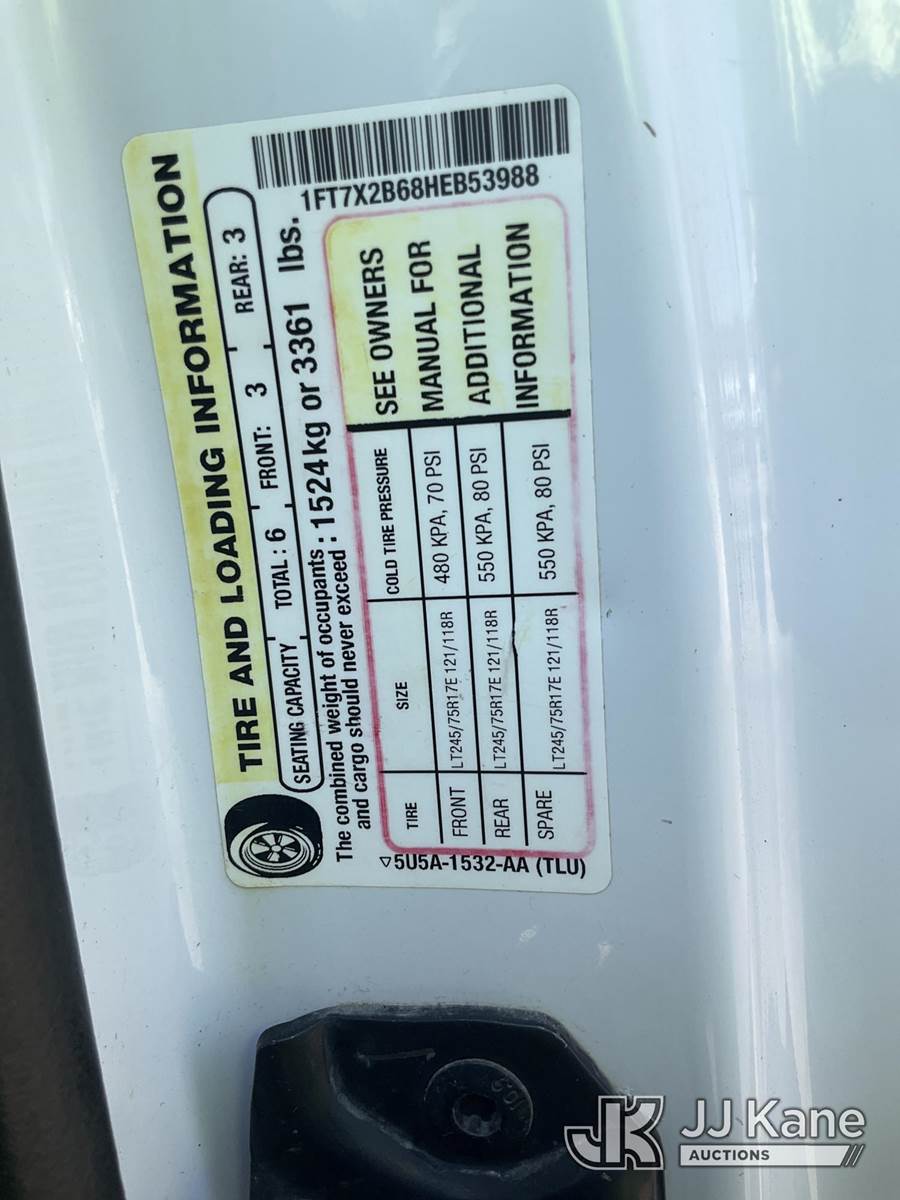 TIRE AND LOADING INFORMATION
1FT7X2B68HEB53988
SEATING CAPACITY TOTAL : 6 FRONT: 3 REAR: 3
The combined weight of occupants : 1524kg or 3361 lbs.
and cargo should never exceed :
TIRE SIZE COLD TIRE PRESSURE
FRONT LT245/75R17E 121/118R 480 KPA, 70 PSI
REAR LT245/75R17E 121/118R 550 KPA, 80 PSI
SPARE LT245/75R17E 121/118R 550 KPA, 80 PSI
SEE OWNERS
MANUAL FOR
ADDITIONAL
INFORMATION
▽5U5A-1532-AA (TLU)
JK JJ Kane
AUCTIONS